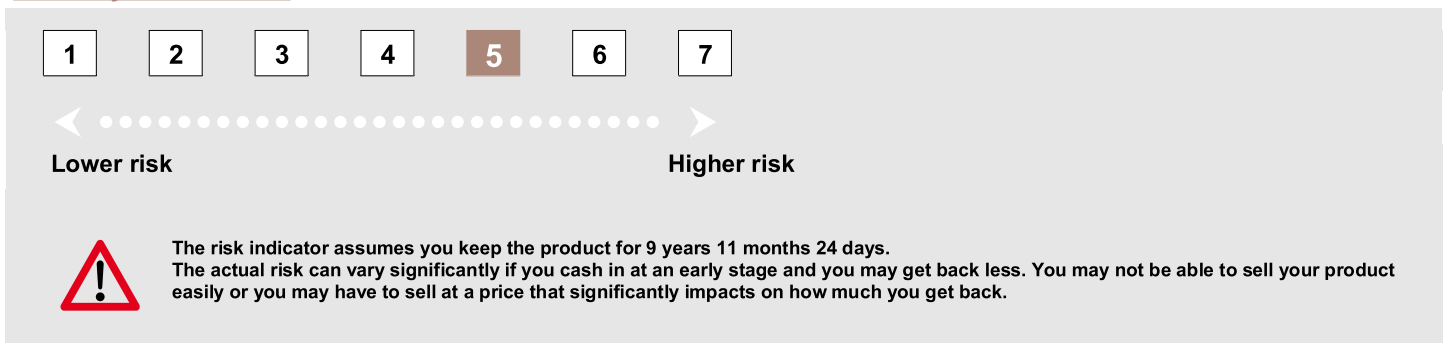 1 2 3 4 5 6 7
Lower risk Higher risk
The risk indicator assumes you keep the product for 9 years 11 months 24 days.
The actual risk can vary significantly if you cash in at an early stage and you may get back less. You may not be able to sell your product
easily or you may have to sell at a price that significantly impacts on how much you get back.